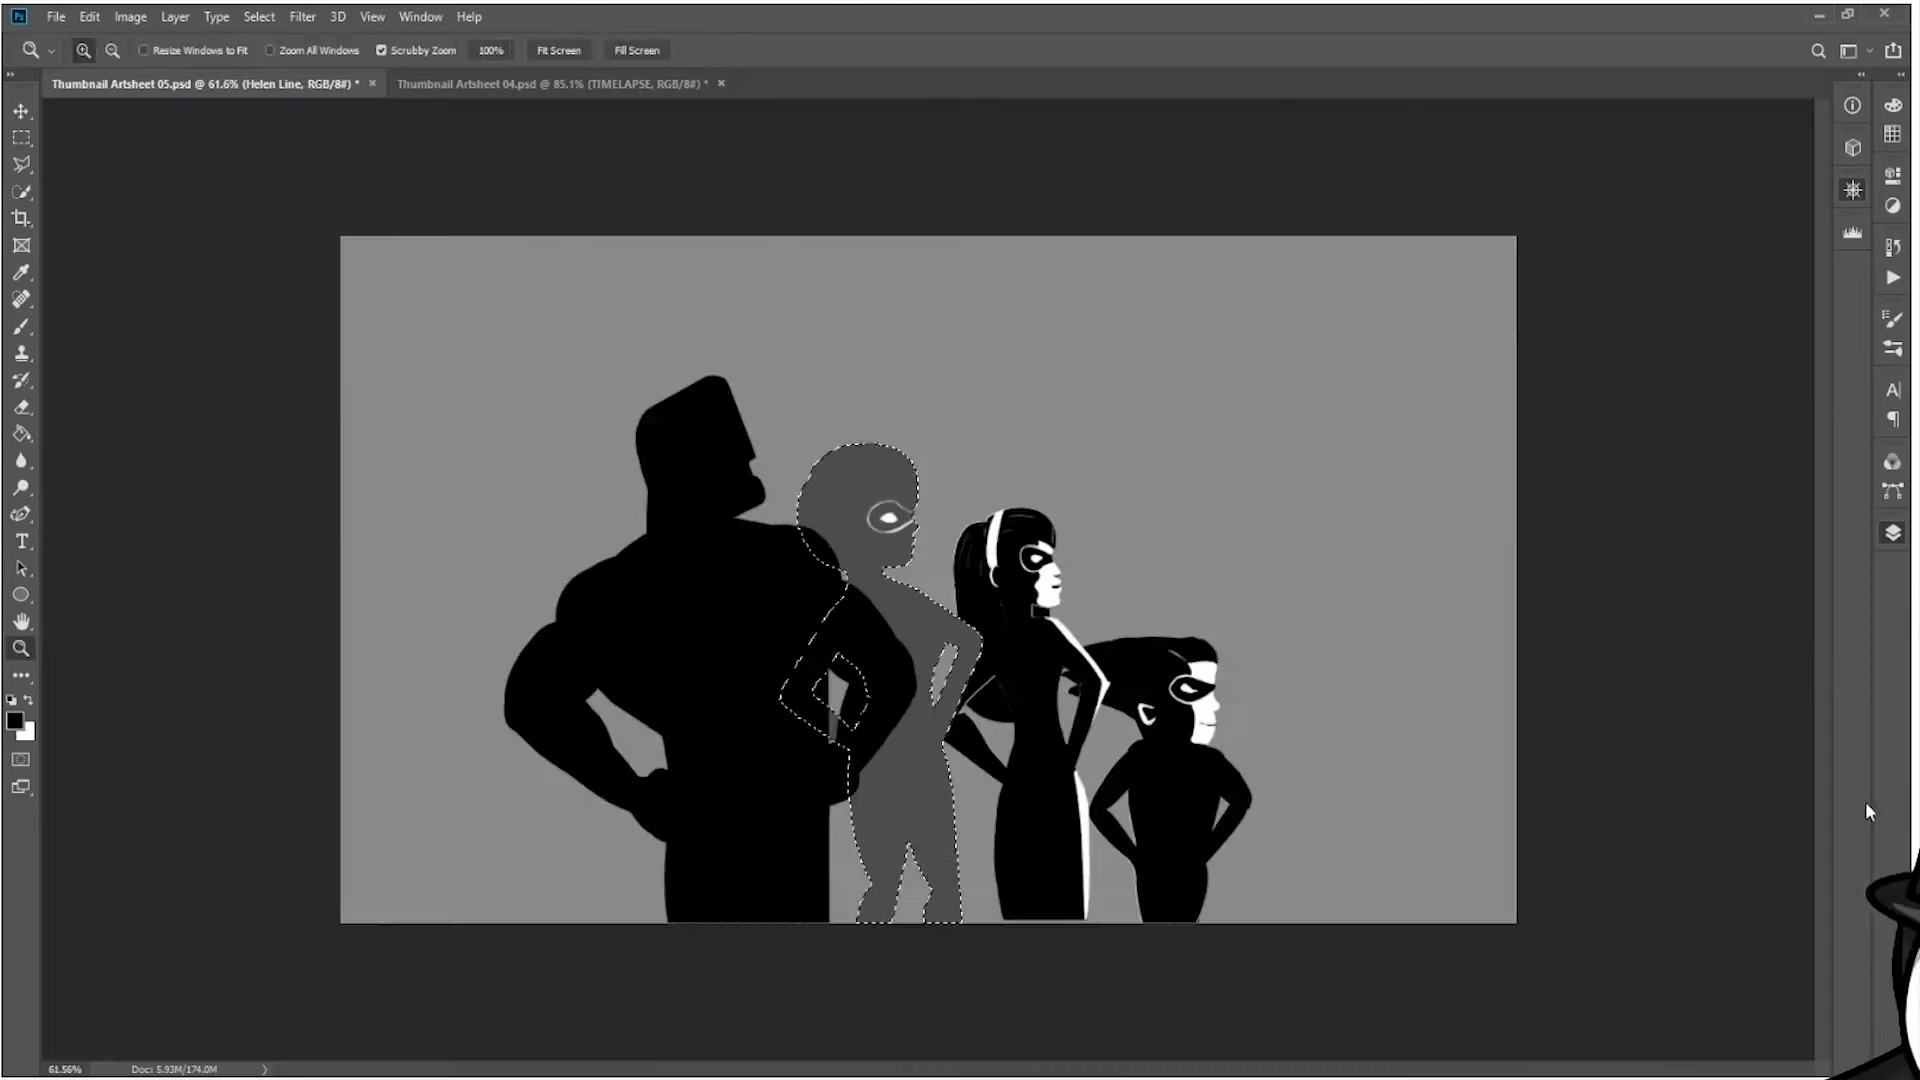 Ps File Edit Image Layer Type Select Filter 3D View Window Help
Resize Windows to Fit Zoom All Windows Scrubby Zoom 100% Fit Screen Fill Screen
Thumbnail Artsheet 05.psd @ 61.6% (Helen Line, RGB/8#) * Thumbnail Artsheet 04.psd @ 85.1% (TIMELAPSE, RGB/8#) *
61.56% Doc: 5.93M/174.0M